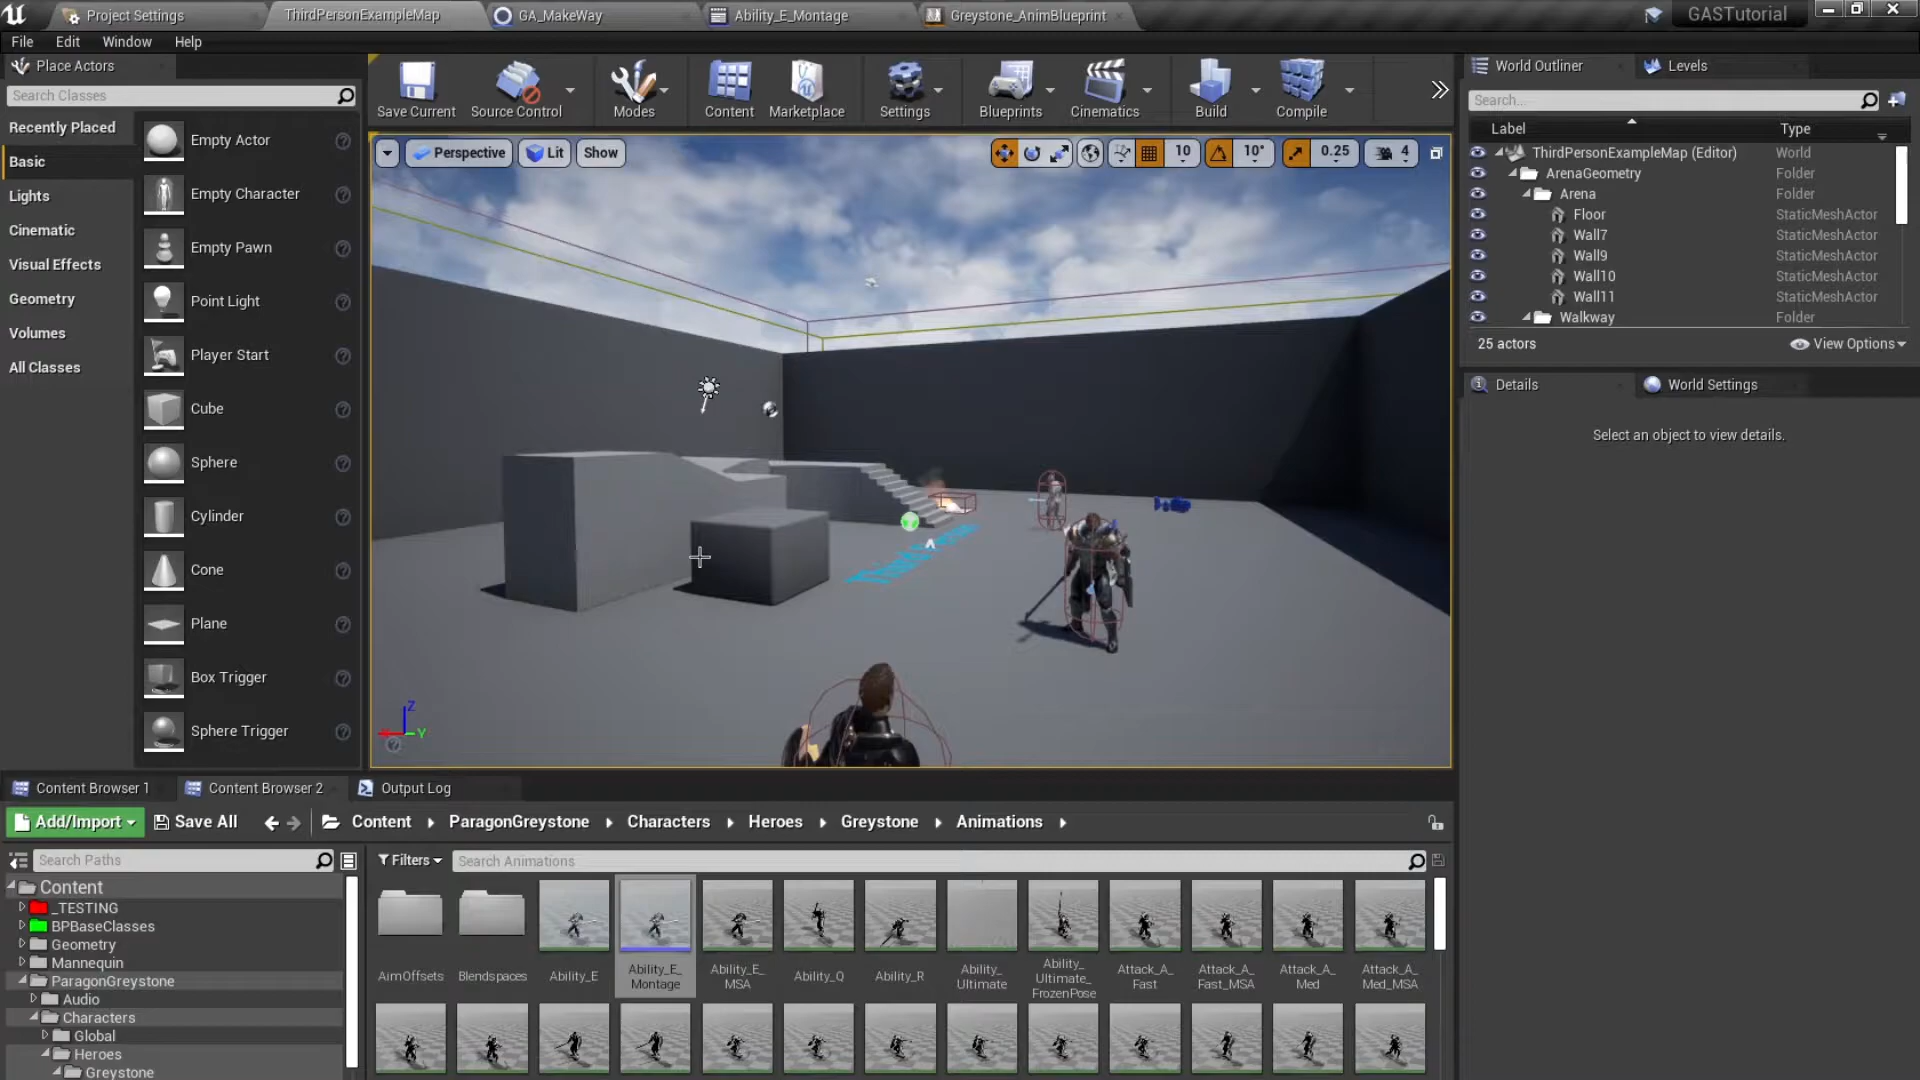 Project Settings
ThirdPersonExampleMap
GA_MakeWay
Ability_E_Montage
Greystone_AnimBlueprint
GASTutorial
File
Edit
Window
Help
Place Actors
Search Classes
Recently Placed
Basic
Lights
Cinematic
Visual Effects
Geometry
Volumes
All Classes
Empty Actor
Empty Character
Empty Pawn
Point Light
Player Start
Cube
Sphere
Cylinder
Cone
Plane
Box Trigger
Sphere Trigger
Save Current
Source Control
Modes
Content
Marketplace
Settings
Blueprints
Cinematics
Build
Compile
Perspective
Lit
Show
10
10°
0.25
4
Z
X
Y
World Outliner
Levels
Search...
Label
Type
ThirdPersonExampleMap (Editor)
World
ArenaGeometry
Folder
Arena
Folder
Floor
StaticMeshActor
Wall7
StaticMeshActor
Wall9
StaticMeshActor
Wall10
StaticMeshActor
Wall11
StaticMeshActor
Walkway
Folder
25 actors
View Options
Details
World Settings
Select an object to view details.
Content Browser 1
Content Browser 2
Output Log
Add/Import
Save All
Content
ParagonGreystone
Characters
Heroes
Greystone
Animations
Search Paths
Content
_TESTING
BPBaseClasses
Geometry
Mannequin
ParagonGreystone
Audio
Characters
Global
Heroes
Greystone
Filters
Search Animations
AimOffsets
Blendspaces
Ability_E
Ability_E_
Montage
Ability_E_
MSA
Ability_Q
Ability_R
Ability_
Ultimate
Ability_
Ultimate_
FrozenPose
Attack_A_
Fast
Attack_A_
Fast_MSA
Attack_A_
Med
Attack_A_
Med_MSA